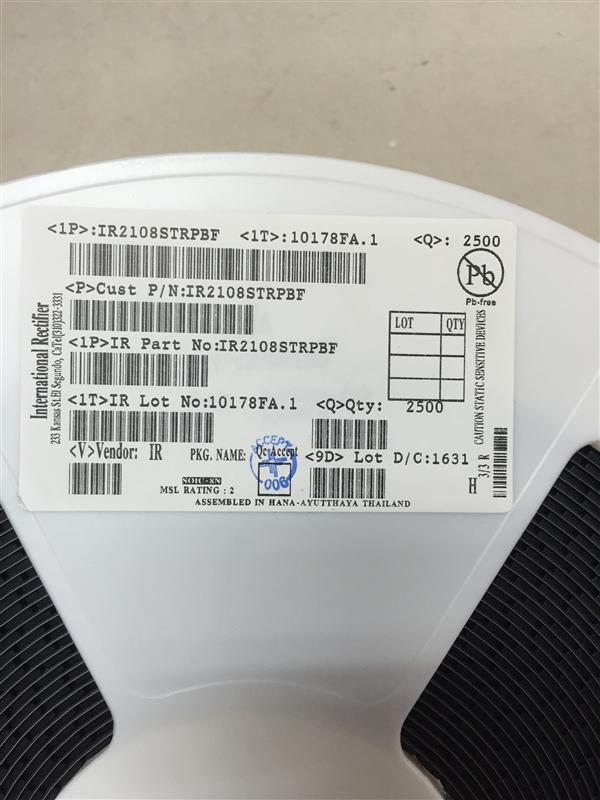 <1P>:IR2108STRPBF <1T>:10178FA.1 <Q>: 2500
Pb
Pb-free
<P>Cust P/N:IR2108STRPBF
LOT QTY
<1P>IR Part No:IR2108STRPBF
<1T>IR Lot No:10178FA.1 <Q>Qty: 2500
<V>Vendor: IR PKG. NAME: Qc Accept <9D> Lot D/C:1631
SOIC-8N
MSL RATING : 2
ASSEMBLED IN HANA-AYUTTHAYA THAILAND
International Rectifier
233 Kansas St.El Segundo, CaTel(310)322-3331
CAUTION STATIC SENSITIVE DEVICES
3/3 R
H
ACCEPT
006